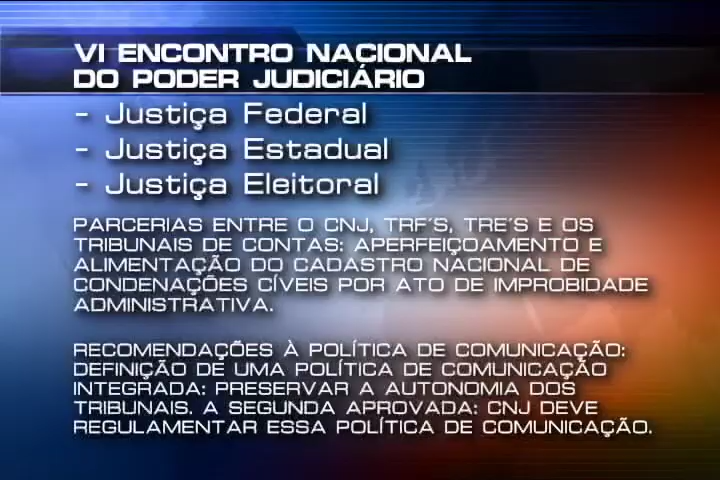 VI ENCONTRO NACIONAL
DO PODER JUDICIÁRIO
- Justiça Federal
- Justiça Estadual
- Justiça Eleitoral
PARCERIAS ENTRE O CNJ, TRF´S, TRE´S E OS
TRIBUNAIS DE CONTAS: APERFEIÇOAMENTO E
ALIMENTAÇÃO DO CADASTRO NACIONAL DE
CONDENAÇÕES CÍVEIS POR ATO DE IMPROBIDADE
ADMINISTRATIVA.
RECOMENDAÇÕES À POLÍTICA DE COMUNICAÇÃO:
DEFINIÇÃO DE UMA POLÍTICA DE COMUNICAÇÃO
INTEGRADA: PRESERVAR A AUTONOMIA DOS
TRIBUNAIS. A SEGUNDA APROVADA: CNJ DEVE
REGULAMENTAR ESSA POLÍTICA DE COMUNICAÇÃO.